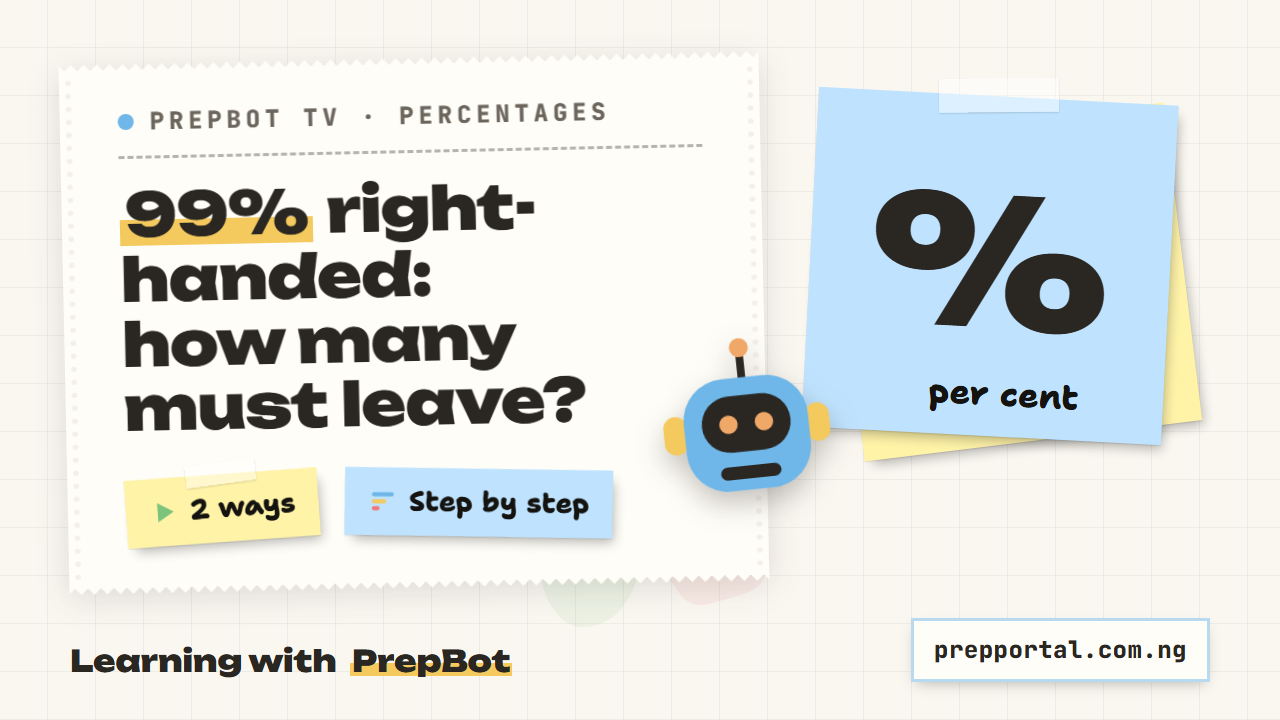 PREPBOT TV · PERCENTAGES
99% right-
handed:
how many
must leave?
2 ways
Step by step
%
per cent
Learning with PrepBot
prepportal.com.ng